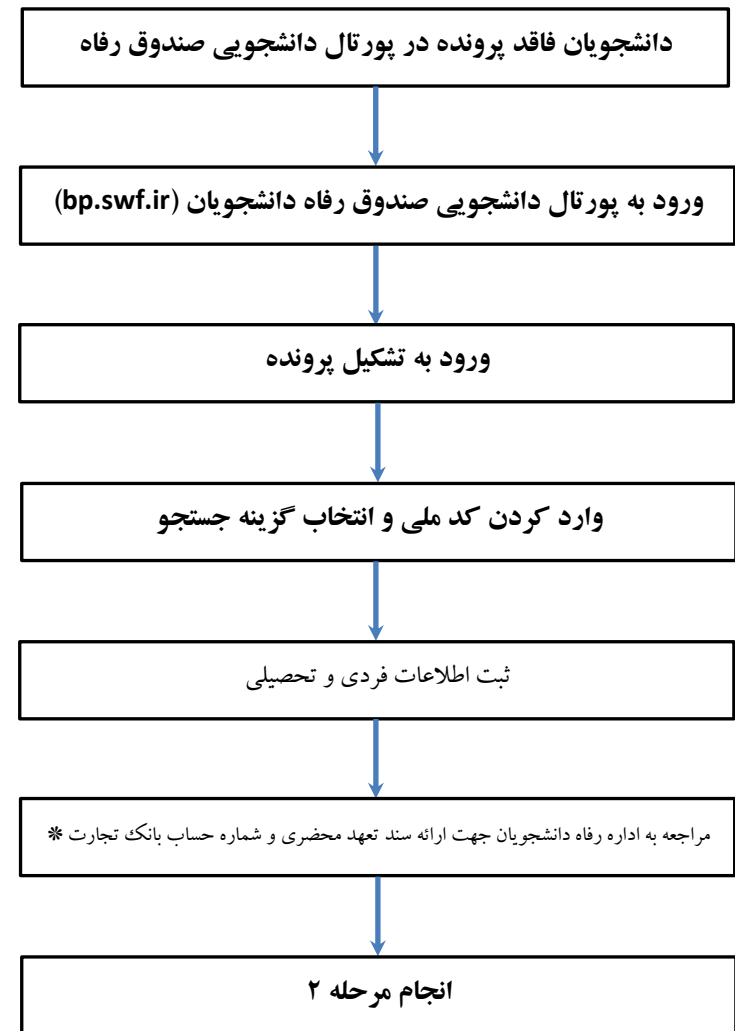 دانشجویان فاقد پرونده در پورتال دانشجویی صندوق رفاه
ورود به پورتال دانشجویی صندوق رفاه دانشجویان (bp.swf.ir)
ورود به تشکیل پرونده
وارد کردن کد ملی و انتخاب گزینه جستجو
ثبت اطلاعات فردی و تحصیلی
مراجعه به اداره رفاه دانشجویان جهت ارائه سند تعهد محضری و شماره حساب بانک تجارت *
انجام مرحله ۲